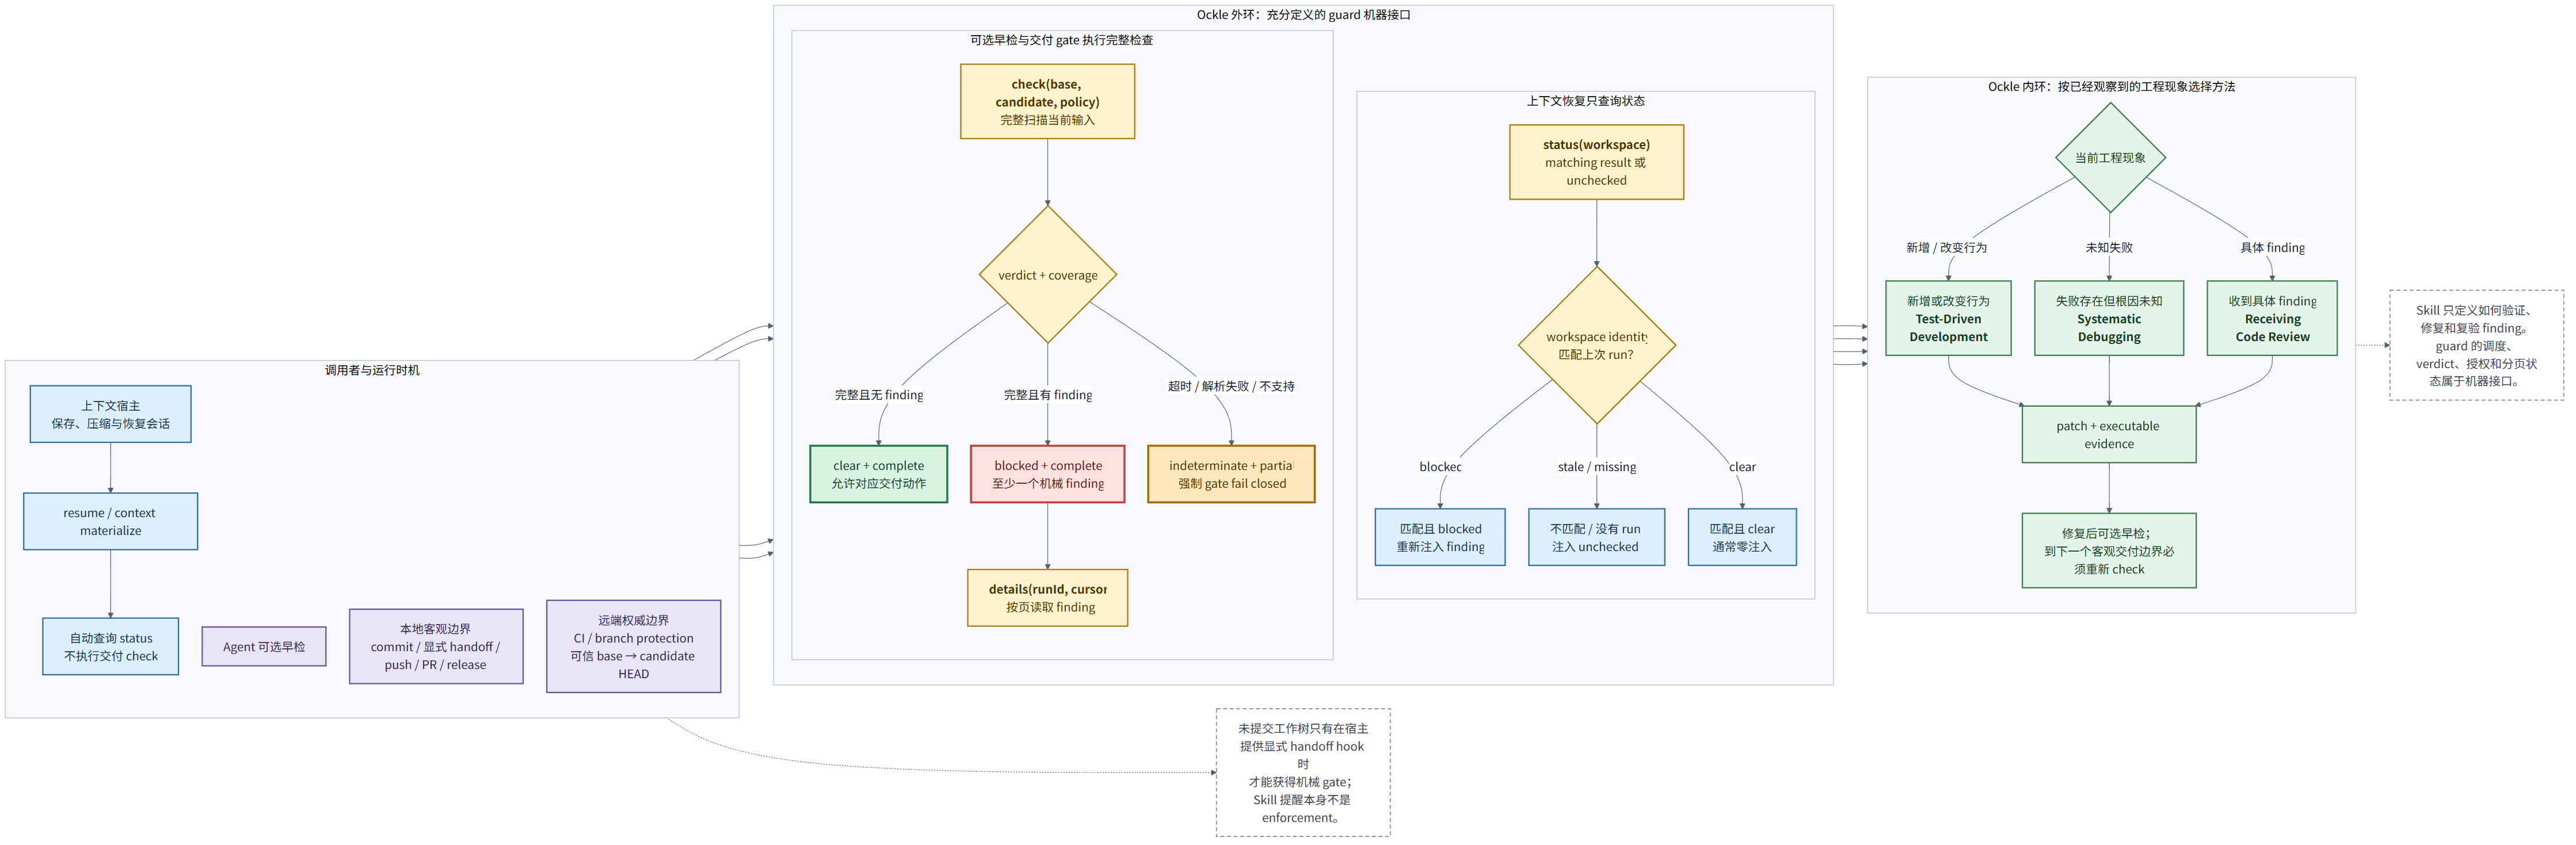 调用者与运行时机
上下文宿主
保存、压缩与恢复会话
resume / context
materialize
自动查询 status
不执行交付 check
Agent 可选早检
本地客观边界
commit / 显式 handoff /
push / PR / release
远端权威边界
CI / branch protection
可信 base → candidate
HEAD
Ockle 外环：充分定义的 guard 机器接口
可选早检与交付 gate 执行完整检查
check(base,
candidate, policy)
完整扫描当前输入
verdict + coverage
完整且无 finding
完整且有 finding
超时 / 解析失败 / 不支持
clear + complete
允许对应交付动作
blocked + complete
至少一个机械 finding
indeterminate + partia
强制 gate fail closed
details(runId, cursor
按页读取 finding
上下文恢复只查询状态
status(workspace)
matching result 或
unchecked
workspace identity
匹配上次 run？
blocked
stale / missing
clear
匹配且 blocked
重新注入 finding
不匹配 / 没有 run
注入 unchecked
匹配且 clear
通常零注入
Ockle 内环：按已经观察到的工程现象选择方法
当前工程现象
新增 / 改变行为
未知失败
具体 finding
新增或改变行为
Test-Driven
Development
失败存在但根因未知
Systematic
Debugging
收到具体 finding
Receiving
Code Review
patch + executable
evidence
修复后可选早检；
到下一个客观交付边界必
须重新 check
Skill 只定义如何验证、
修复和复验 finding。
guard 的调度、
verdict、授权和分页状
态属于机器接口。
未提交工作树只有在宿主
提供显式 handoff hook
时
才能获得机械 gate；
Skill 提醒本身不是
enforcement。